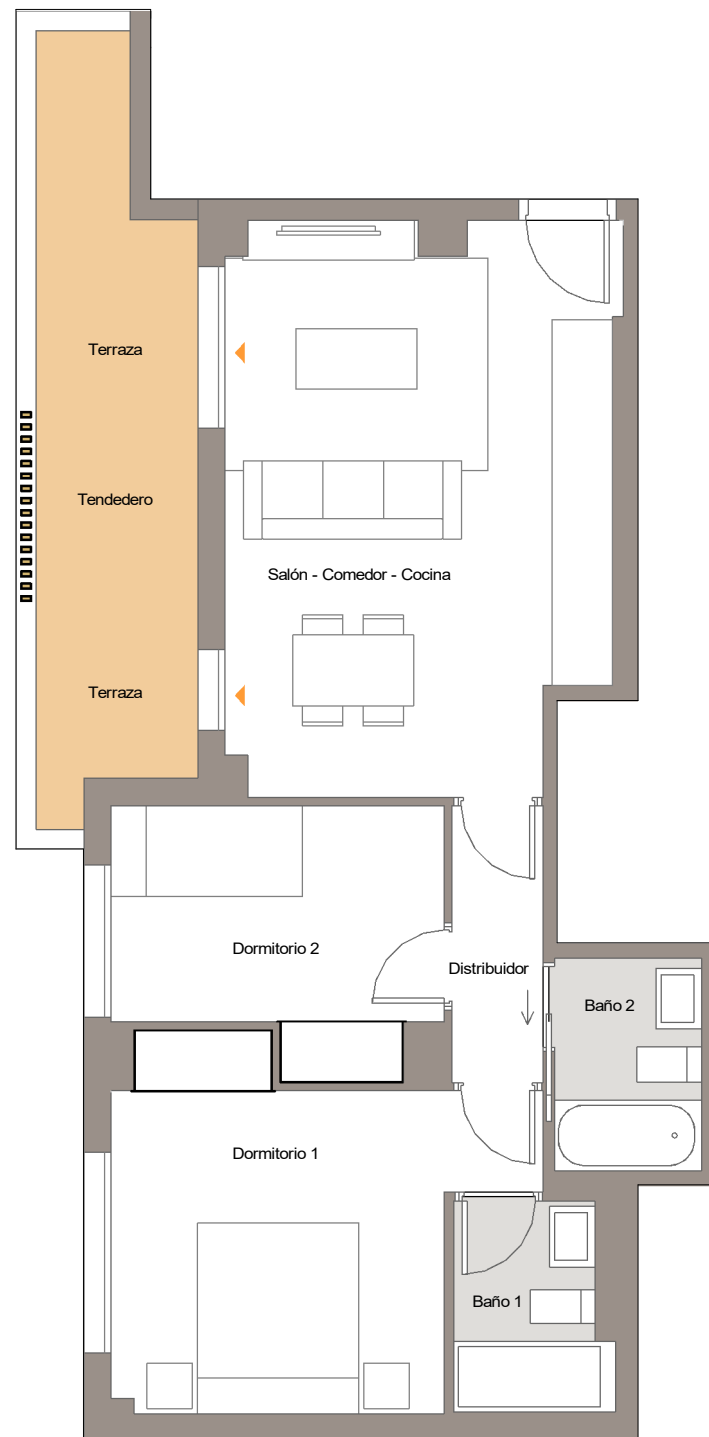 Terraza
Tendedero
Salón - Comedor - Cocina
Terraza
Dormitorio 2
Distribuidor
Baño 2
Dormitorio 1
Baño 1